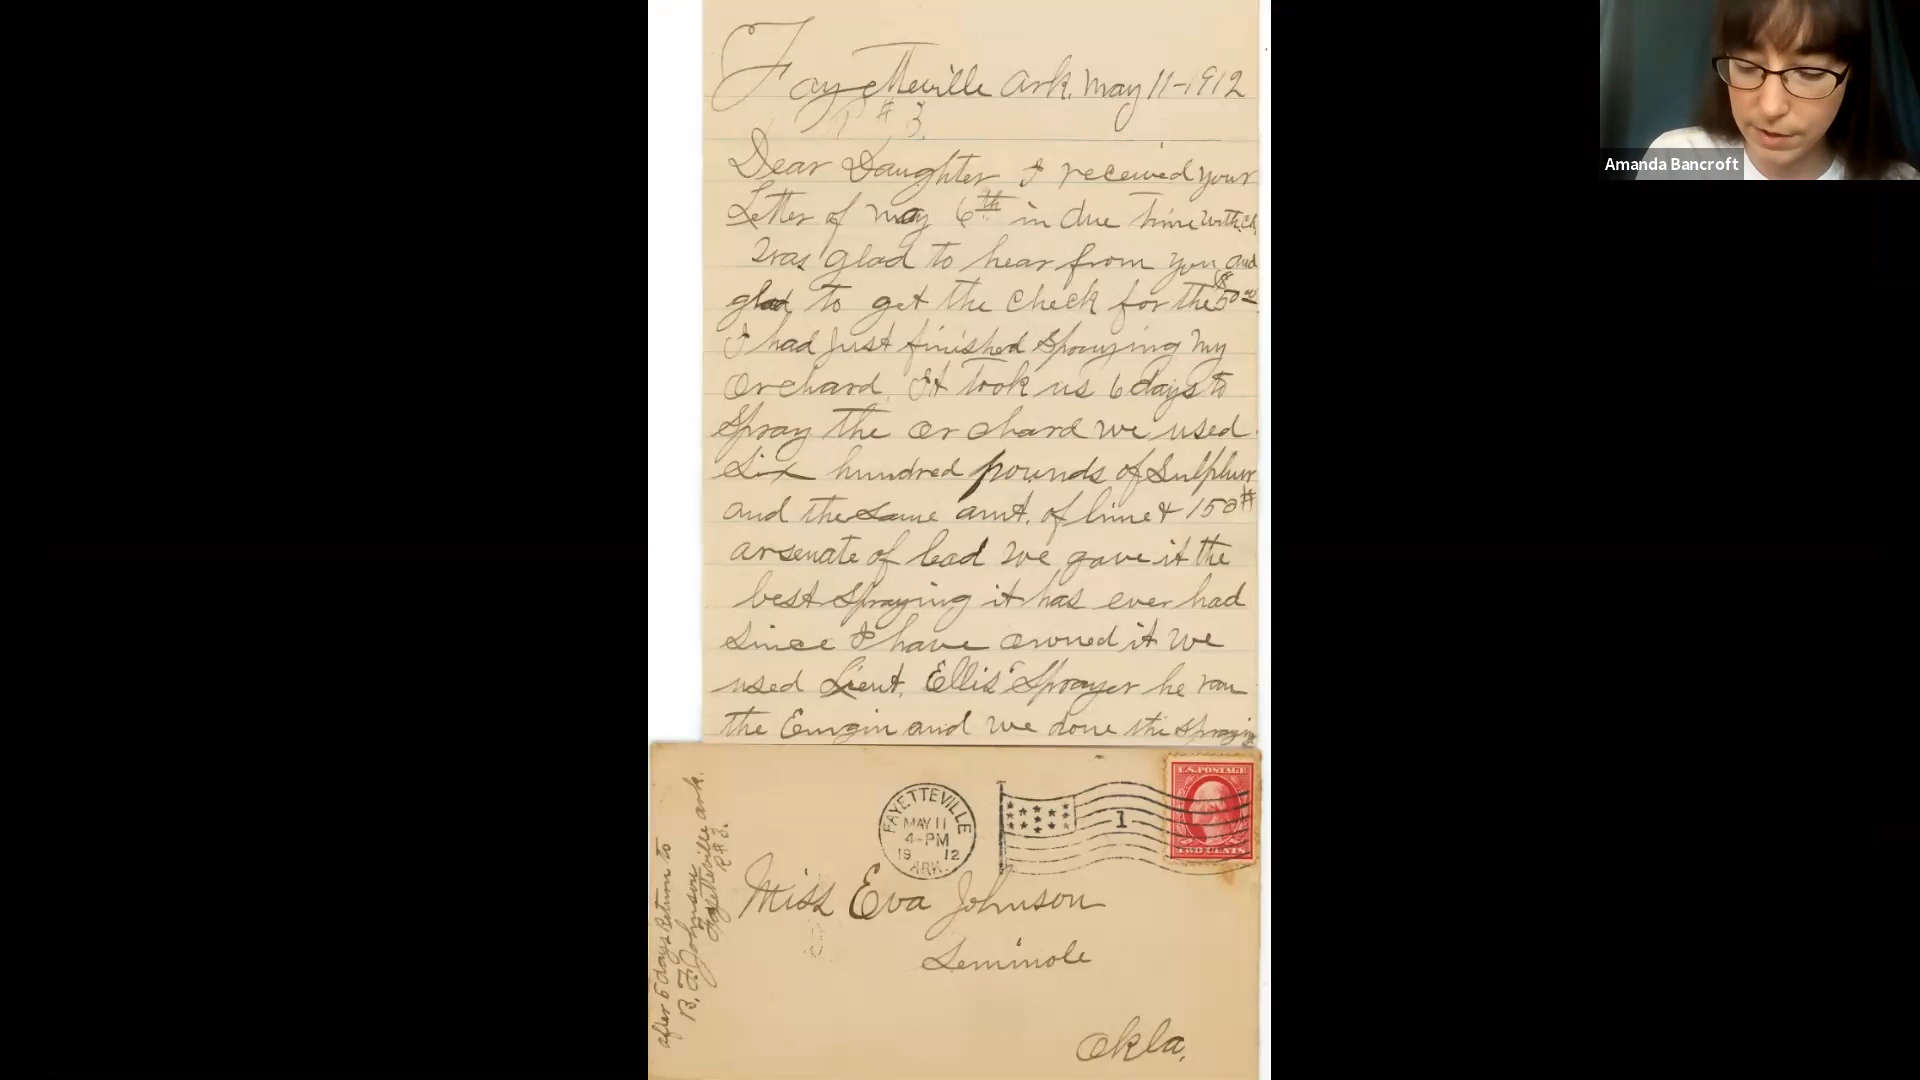 Fayetteville Ark. May 11-1912
R # 3.
Dear Daughter I received your
Letter of May 6th in due Time with ck.
Was glad to hear from you and
glad to get the check for the $50.00
I had Just finished Spraying My
Orchard. It Took us 6 days to
Spray the Orchard we used
Six hundred pounds of Sulphur
and the same amt. of lime & 150#
arsenate of lead we gave it the
best Spraying it has ever had
since I have owned it we
used Lieut. Ellis' Sprayer he ran
the Enngin and we done the spraying
U.S. POSTAGE
TWO CENTS
FAYETTEVILLE
MAY 11
4-PM
1912
ARK.
1
Miss Eva Johnson
Seminole
Okla.
after 5 days Return to
B. F. Johnson
Fayetteville Ark.
R# 3.
Amanda Bancroft